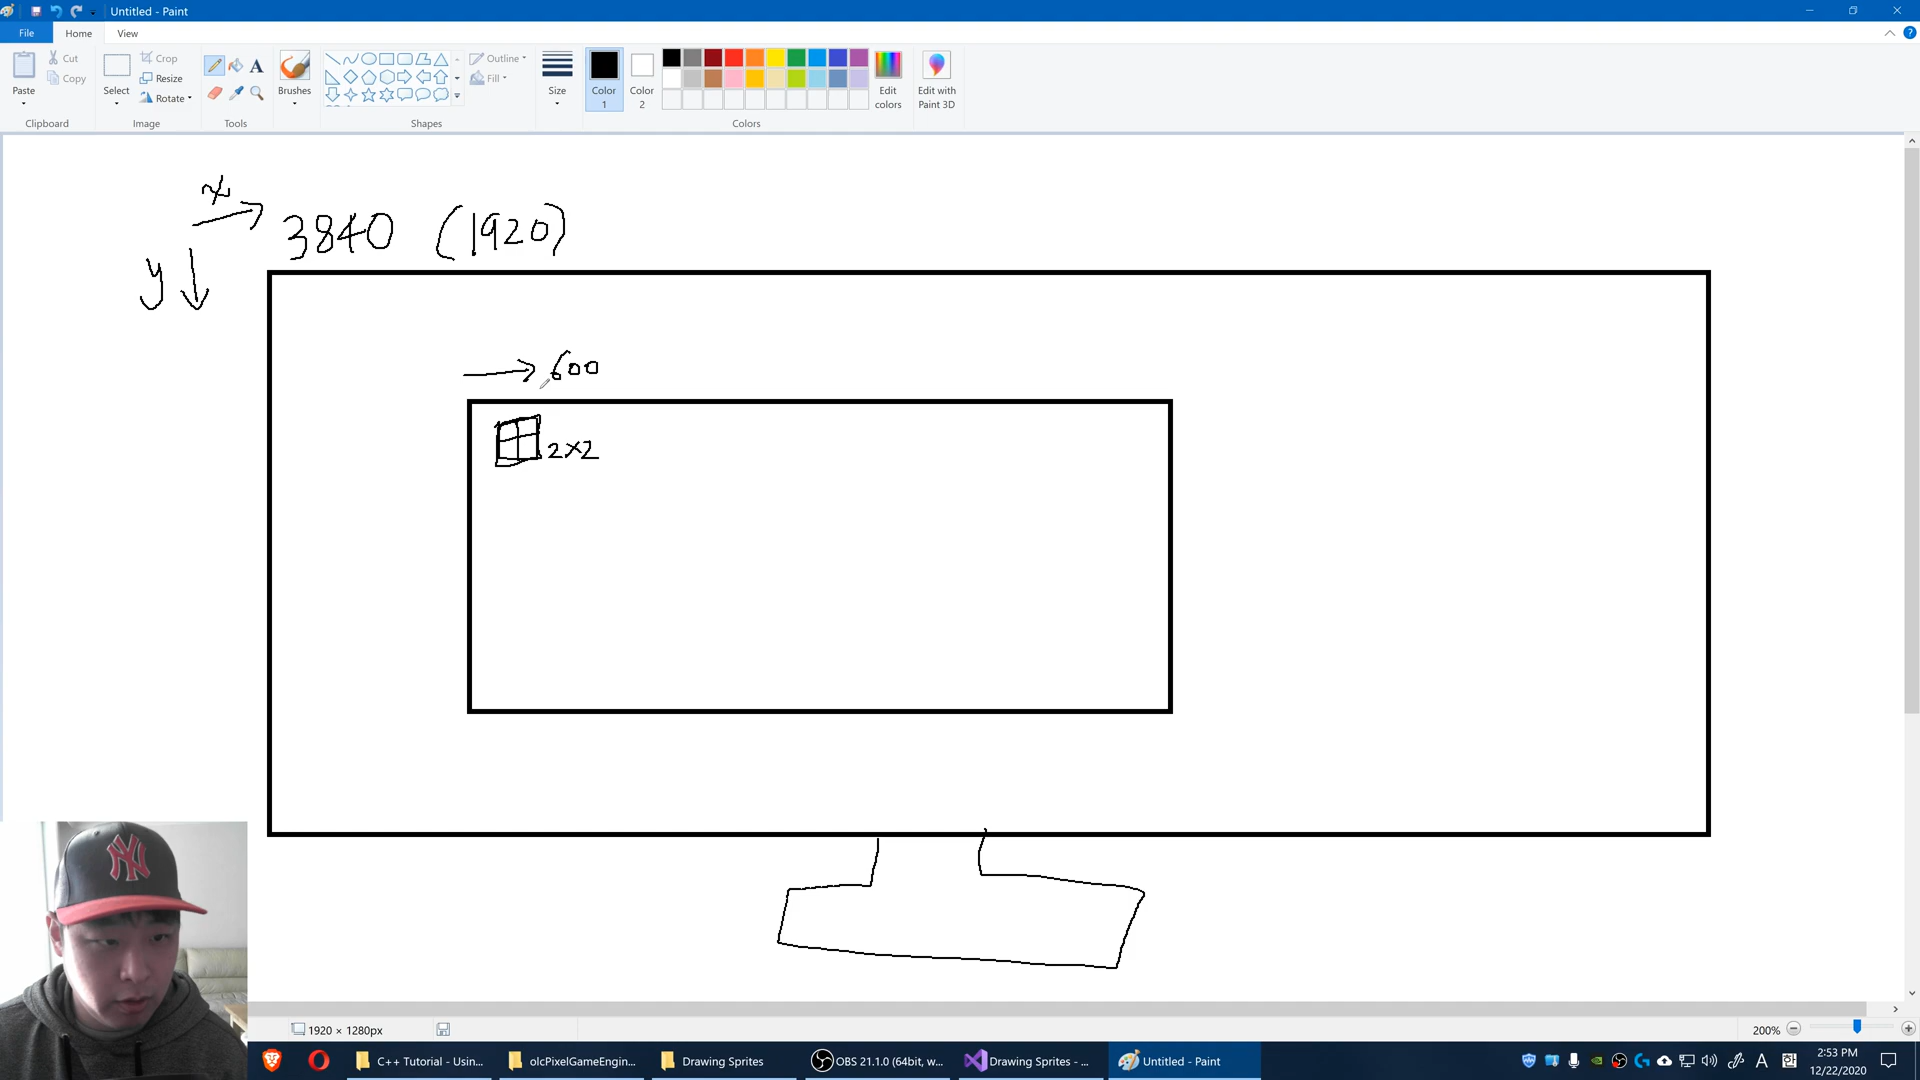 Untitled - Paint
File Home View
Paste
Cut
Copy
Clipboard
Select
Crop
Resize
Rotate
Image
A
Tools
Brushes
Outline
Fill
Shapes
Size
Color 1
Color 2
Edit colors
Colors
Edit with Paint 3D
x
3840 (1920)
y
600
2x2
NY
1920 × 1280px
200%
C++ Tutorial - Usin...
olcPixelGameEngin...
Drawing Sprites
OBS 21.1.0 (64bit, w...
Drawing Sprites - ...
Untitled - Paint
A
2:53 PM
12/22/2020